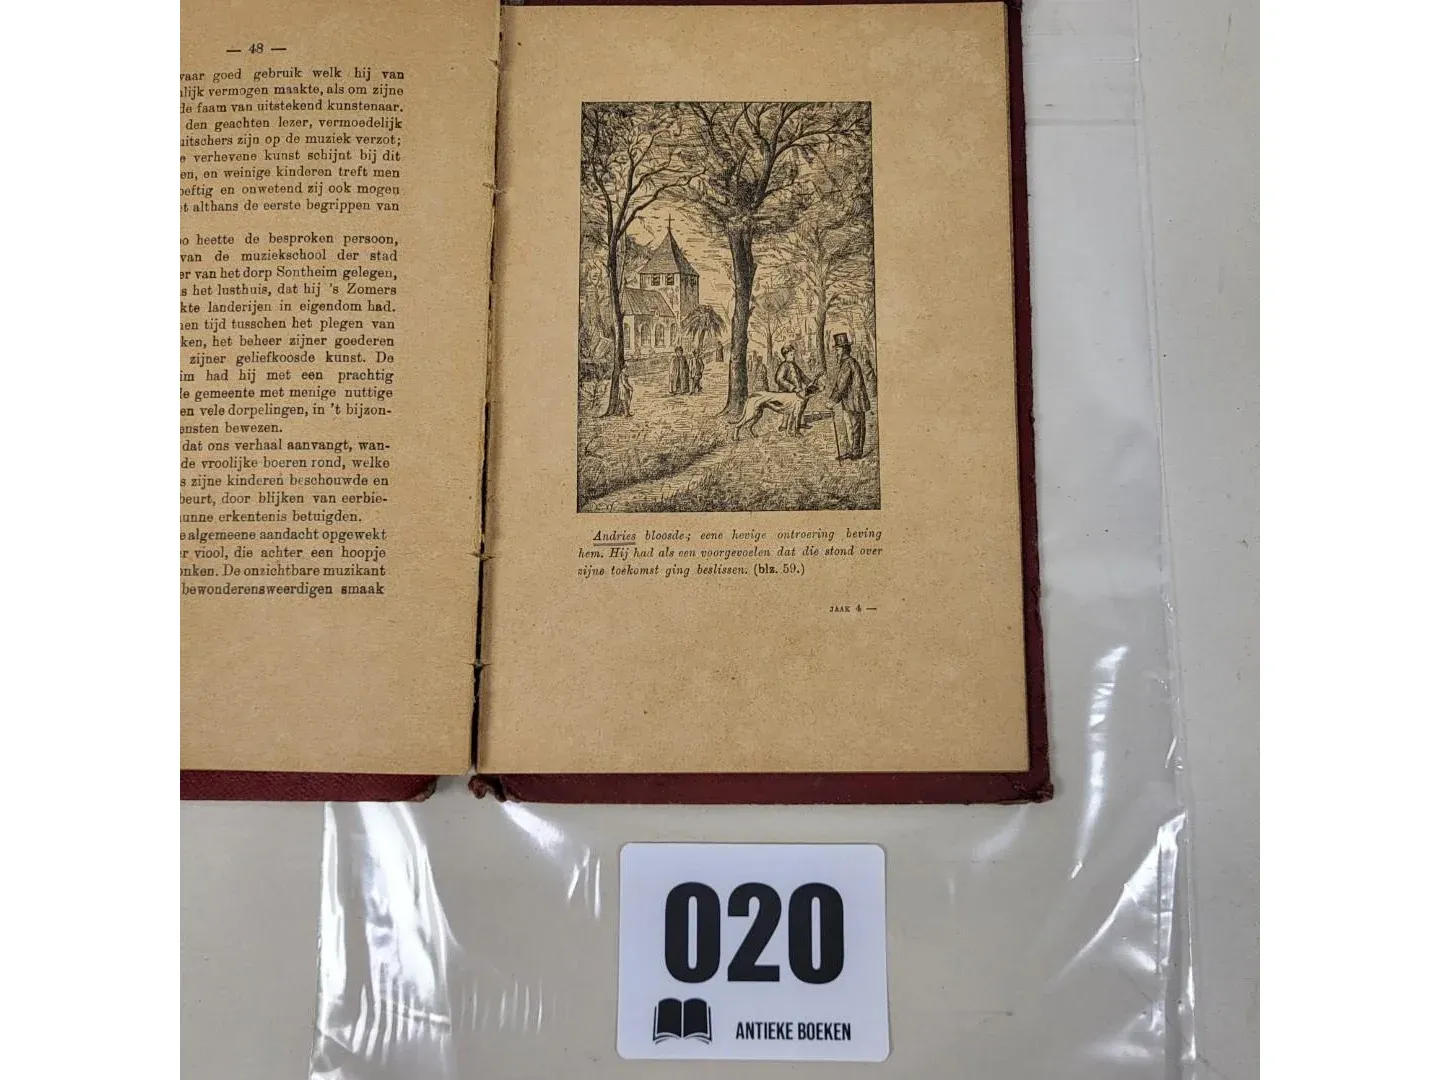 — 48 —
vaar goed gebruik welk hij van
lijk vermogen maakte, als om zijne
de faam van uitstekend kunstenaar.
den geachten lezer, vermoedelijk
uitschers zijn op de muziek verzot;
e verhevene kunst schijnt bij dit
en, en weinige kinderen treft men
eftig en onwetend zij ook mogen
t althans de eerste begrippen van
oo heette de besproken persoon,
van de muziekschool der stad
er van het dorp Sontheim gelegen,
s het lusthuis, dat hij 's Zomers
kte landerijen in eigendom had.
en tijd tusschen het plegen van
ken, het beheer zijner goederen
zijner geliefkoosde kunst. De
im had hij met een prachtig
e gemeente met menige nuttige
en vele dorpelingen, in 't bijzon-
ensten bewezen.
dat ons verhaal aanvangt, wan-
de vroolijke boeren rond, welke
s zijne kinderen beschouwde en
beurt, door blijken van eerbie-
unne erkentenis betuigden.
e algemeene aandacht opgewekt
er viool, die achter een hoopje
onken. De onzichtbare muzikant
bewonderensweerdigen smaak
Andries bloosde; eene hevige ontroering beving
hem. Hij had als een voorgevoelen dat die stond over
zijne toekomst ging beslissen. (blz. 59.)
JAAK 4 —
020
ANTIEKE BOEKEN